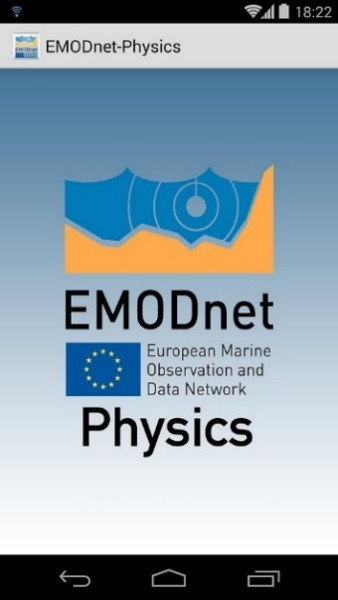 18:22
EMODnet-Physics
EMODnet
European Marine
Observation and
Data Network
Physics